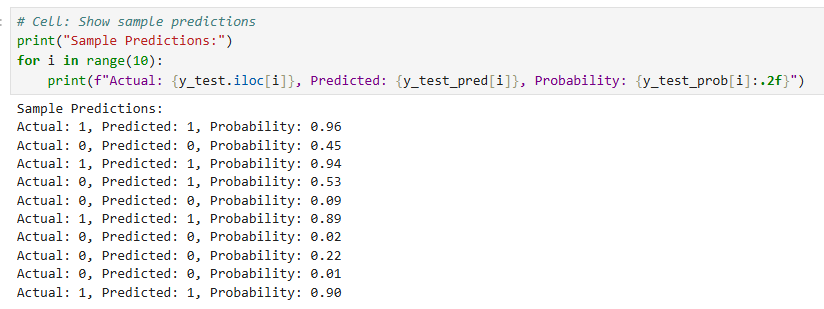 # Cell: Show sample predictions
print("Sample Predictions:")
for i in range(10):
    print(f"Actual: {y_test.iloc[i]}, Predicted: {y_test_pred[i]}, Probability: {y_test_prob[i]:.2f}")
Sample Predictions:
Actual: 1, Predicted: 1, Probability: 0.96
Actual: 0, Predicted: 0, Probability: 0.45
Actual: 1, Predicted: 1, Probability: 0.94
Actual: 0, Predicted: 1, Probability: 0.53
Actual: 0, Predicted: 0, Probability: 0.09
Actual: 1, Predicted: 1, Probability: 0.89
Actual: 0, Predicted: 0, Probability: 0.02
Actual: 0, Predicted: 0, Probability: 0.22
Actual: 0, Predicted: 0, Probability: 0.01
Actual: 1, Predicted: 1, Probability: 0.90